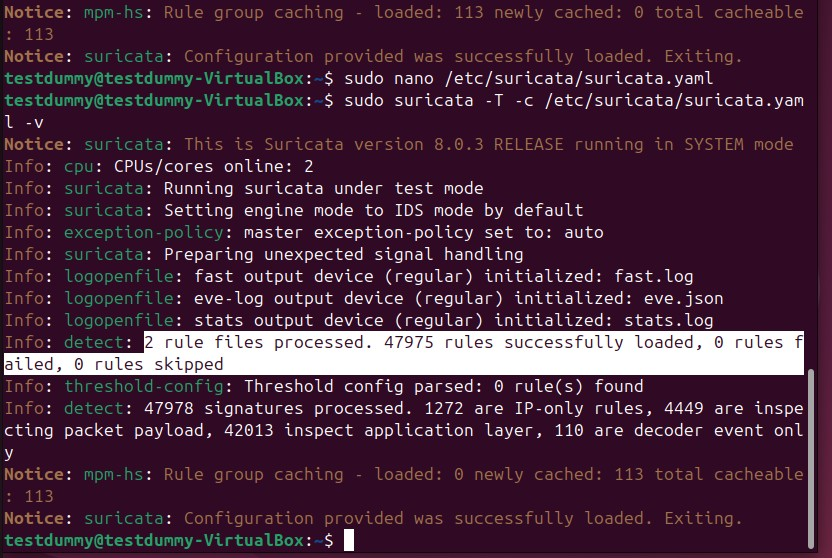 Notice: mpm-hs: Rule group caching - loaded: 113 newly cached: 0 total cacheable
: 113
Notice: suricata: Configuration provided was successfully loaded. Exiting.
testdummy@testdummy-VirtualBox:~$ sudo nano /etc/suricata/suricata.yaml
testdummy@testdummy-VirtualBox:~$ sudo suricata -T -c /etc/suricata/suricata.yam
l -v
Notice: suricata: This is Suricata version 8.0.3 RELEASE running in SYSTEM mode
Info: cpu: CPUs/cores online: 2
Info: suricata: Running suricata under test mode
Info: suricata: Setting engine mode to IDS mode by default
Info: exception-policy: master exception-policy set to: auto
Info: suricata: Preparing unexpected signal handling
Info: logopenfile: fast output device (regular) initialized: fast.log
Info: logopenfile: eve-log output device (regular) initialized: eve.json
Info: logopenfile: stats output device (regular) initialized: stats.log
Info: detect: 2 rule files processed. 47975 rules successfully loaded, 0 rules f
ailed, 0 rules skipped
Info: threshold-config: Threshold config parsed: 0 rule(s) found
Info: detect: 47978 signatures processed. 1272 are IP-only rules, 4449 are inspe
cting packet payload, 42013 inspect application layer, 110 are decoder event onl
y
Notice: mpm-hs: Rule group caching - loaded: 0 newly cached: 113 total cacheable
: 113
Notice: suricata: Configuration provided was successfully loaded. Exiting.
testdummy@testdummy-VirtualBox:~$